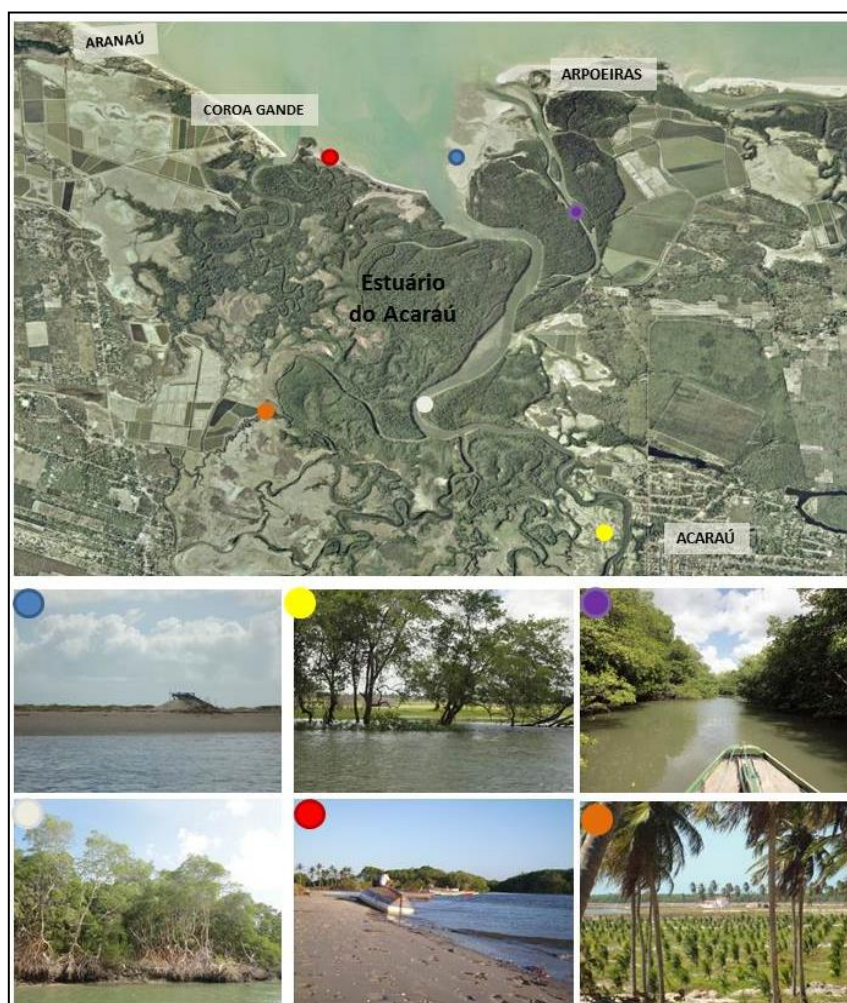 ARANAÚ
ARPOEIRAS
COROA GANDE
Estuário
do Acaraú
ACARAÚ